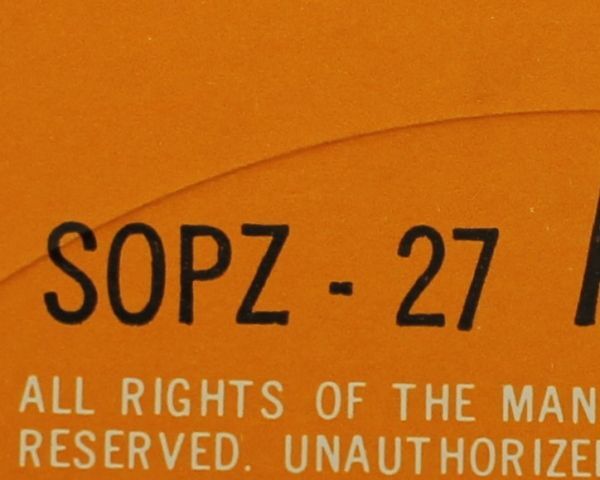 SOPZ - 27
ALL RIGHTS OF THE MAN
RESERVED. UNAUTHORIZE